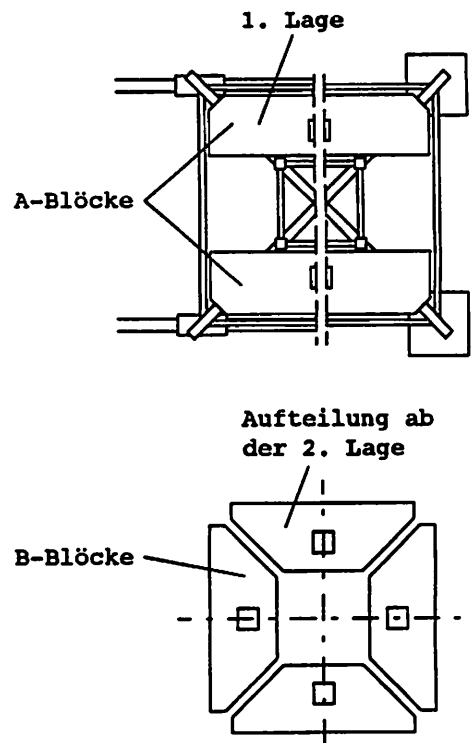 1. Lage
A-Blöcke
Aufteilung ab
der 2. Lage
B-Blöcke